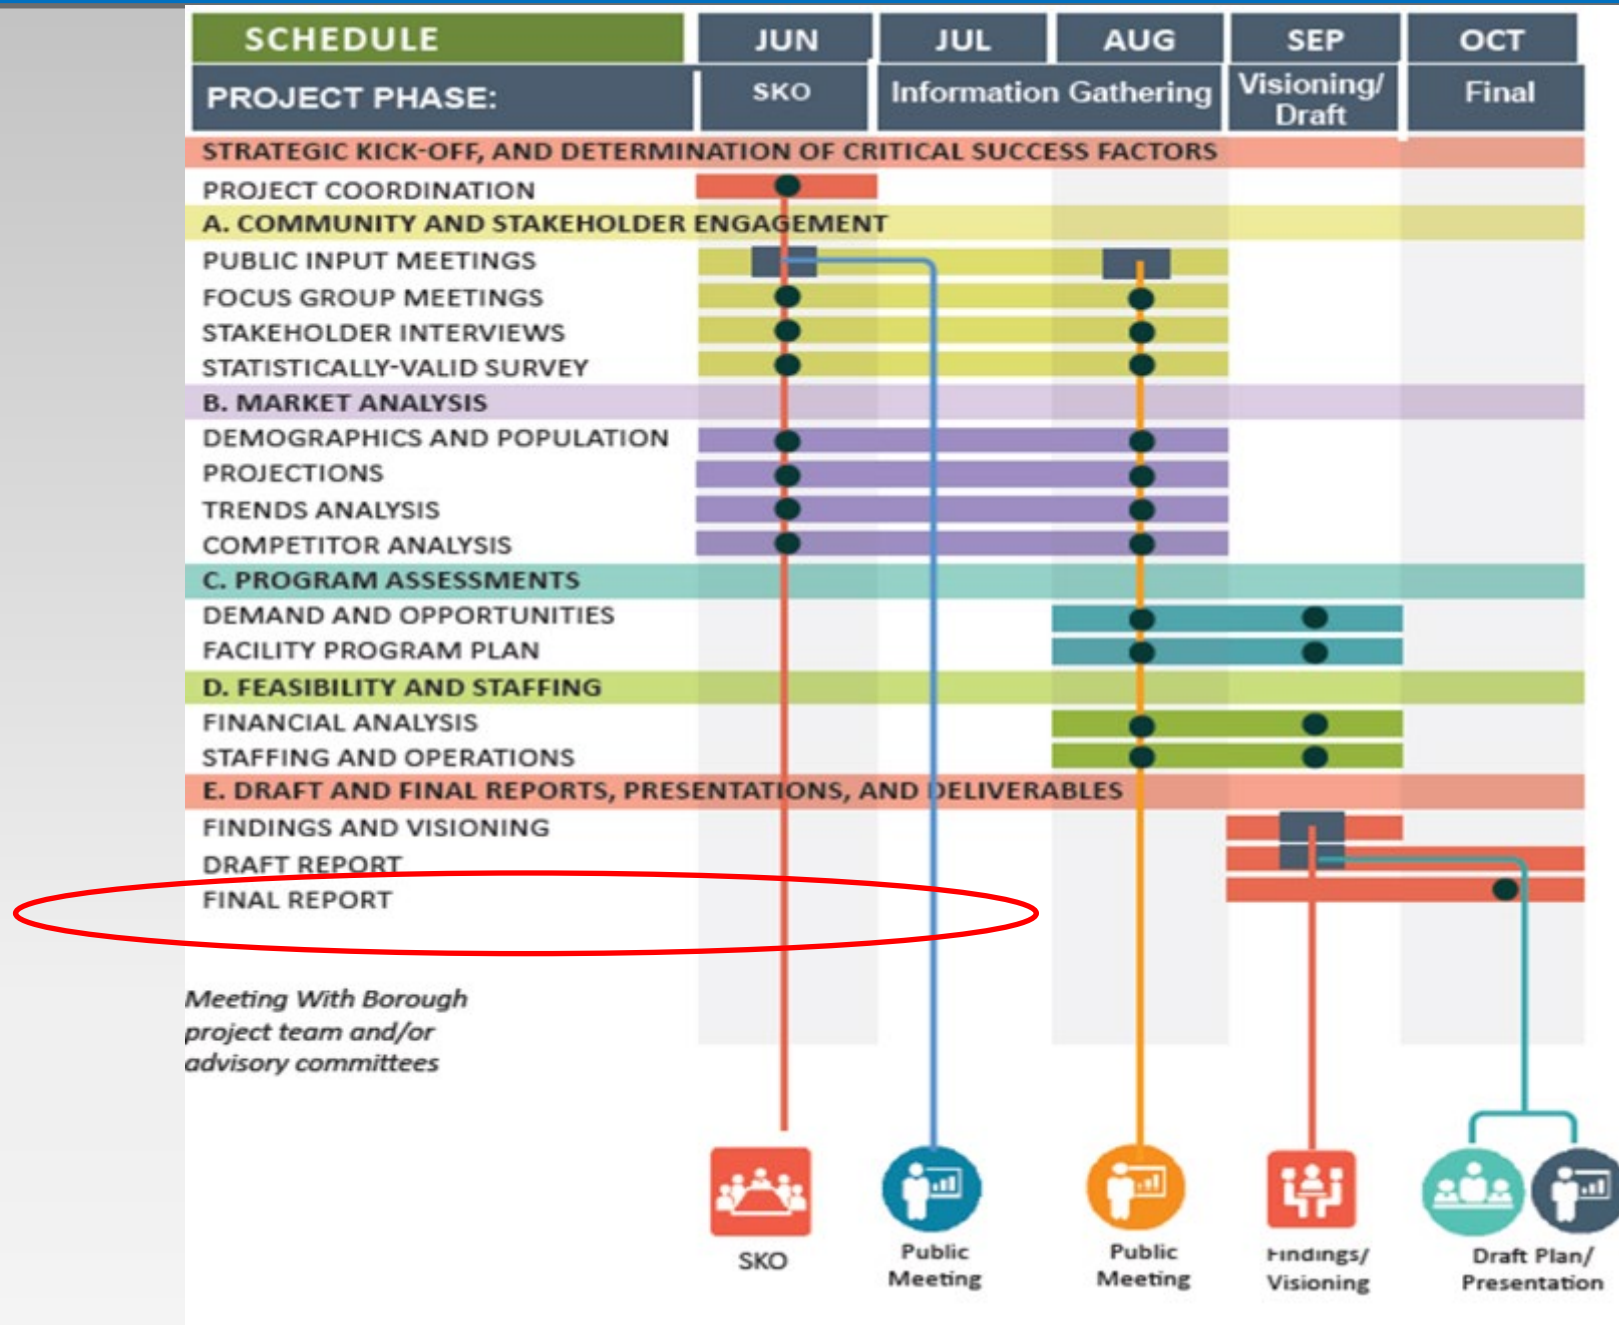 SCHEDULE JUN JUL AUG SEP OCT
PROJECT PHASE: SKO Information Gathering Visioning/ Final
Draft
STRATEGIC KICK-OFF, AND DETERMINATION OF CRITICAL SUCCESS FACTORS
PROJECT COORDINATION
A. COMMUNITY AND STAKEHOLDER ENGAGEMENT
PUBLIC INPUT MEETINGS
FOCUS GROUP MEETINGS
STAKEHOLDER INTERVIEWS
STATISTICALLY-VALID SURVEY
B. MARKET ANALYSIS
DEMOGRAPHICS AND POPULATION
PROJECTIONS
TRENDS ANALYSIS
COMPETITOR ANALYSIS
C. PROGRAM ASSESSMENTS
DEMAND AND OPPORTUNITIES
FACILITY PROGRAM PLAN
D. FEASIBILITY AND STAFFING
FINANCIAL ANALYSIS
STAFFING AND OPERATIONS
E. DRAFT AND FINAL REPORTS, PRESENTATIONS, AND DELIVERABLES
FINDINGS AND VISIONING
DRAFT REPORT
FINAL REPORT
Meeting With Borough
project team and/or
advisory committees
SKO
Public
Meeting
Public
Meeting
Findings/
Visioning
Draft Plan/
Presentation